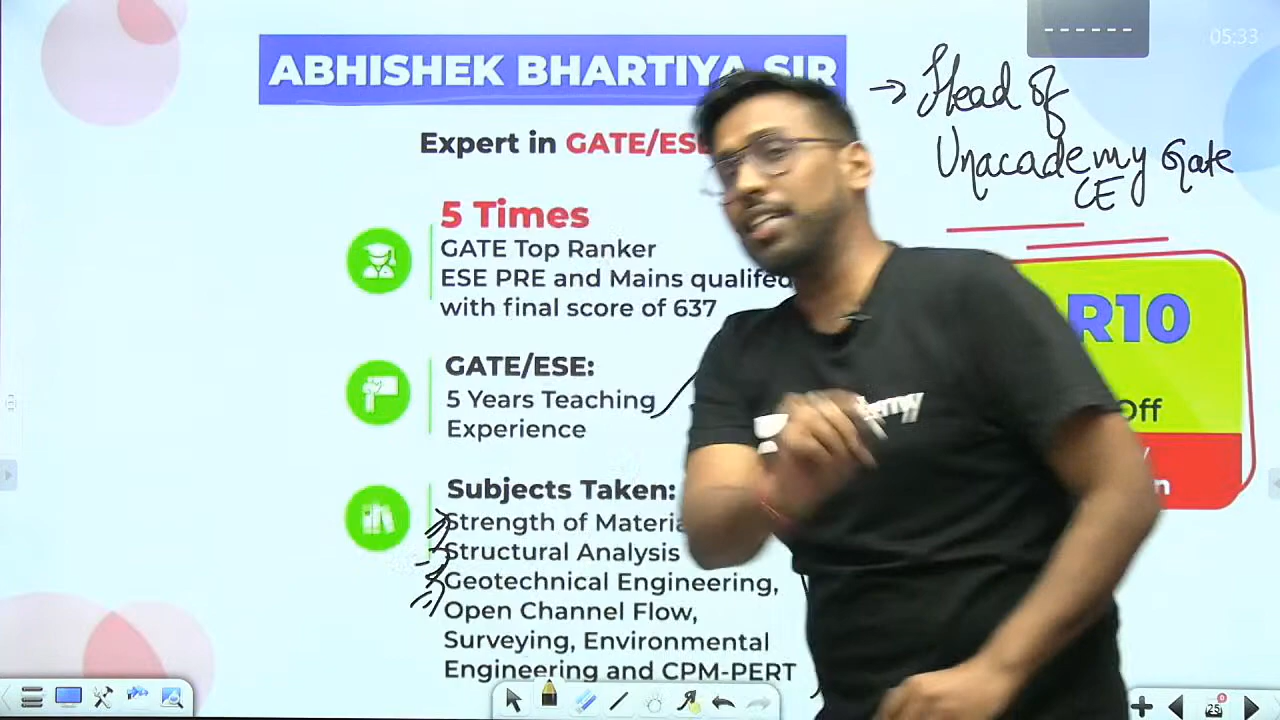 ABHISHEK BHARTIYA SIR
→ Head of
Unacademy Gate
CE
05:33
Expert in GATE/ESE
5 Times
GATE Top Ranker
ESE PRE and Mains qualifed
with final score of 637
R10
Off
GATE/ESE:
5 Years Teaching
Experience
Subjects Taken:
Strength of
Structural Analysis
Geotechnical Engineering,
Open Channel Flow,
Surveying, Environmental
Engineering and CPM-PERT
25